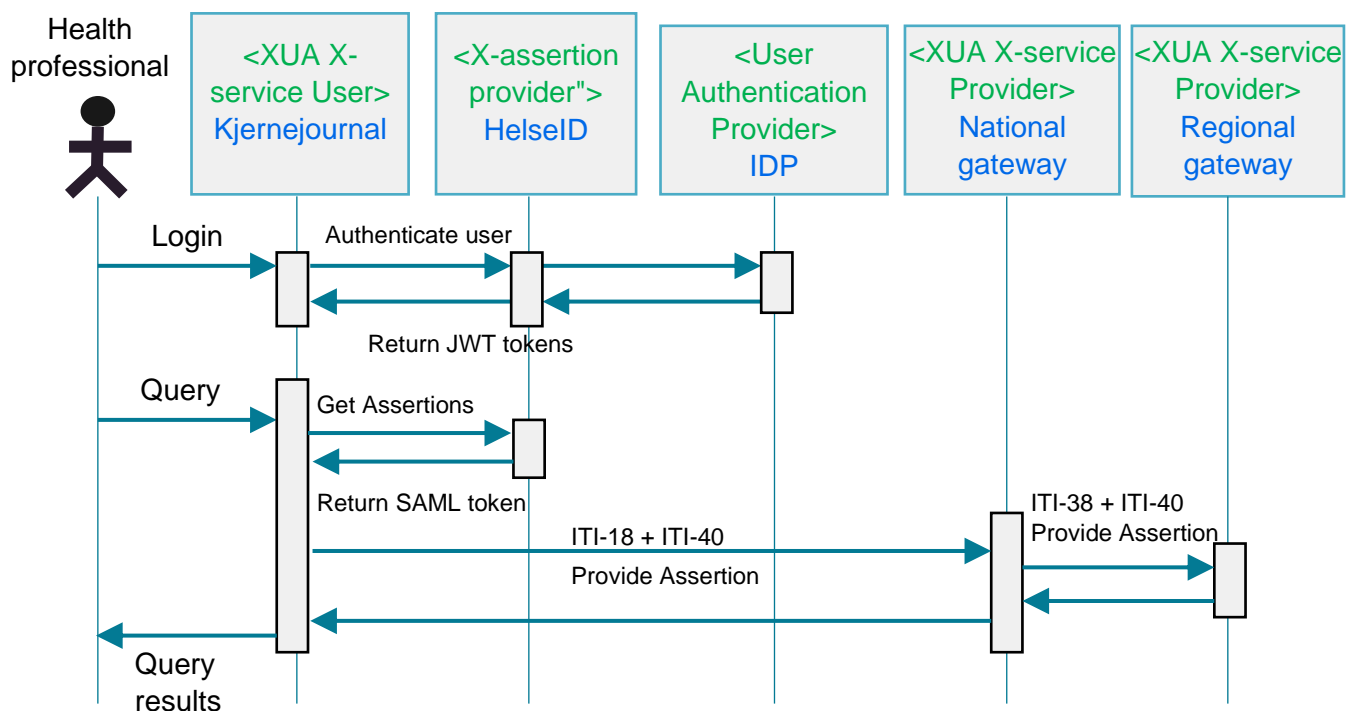 Health
professional
<XUA X-
service User>
Kjernejournal
<X-assertion
provider">
HelseID
<User
Authentication
Provider>
IDP
<XUA X-service
Provider>
National
gateway
<XUA X-service
Provider>
Regional
gateway
Login
Authenticate user
Return JWT tokens
Query
Get Assertions
Return SAML token
ITI-18 + ITI-40
Provide Assertion
ITI-38 + ITI-40
Provide Assertion
Query
results